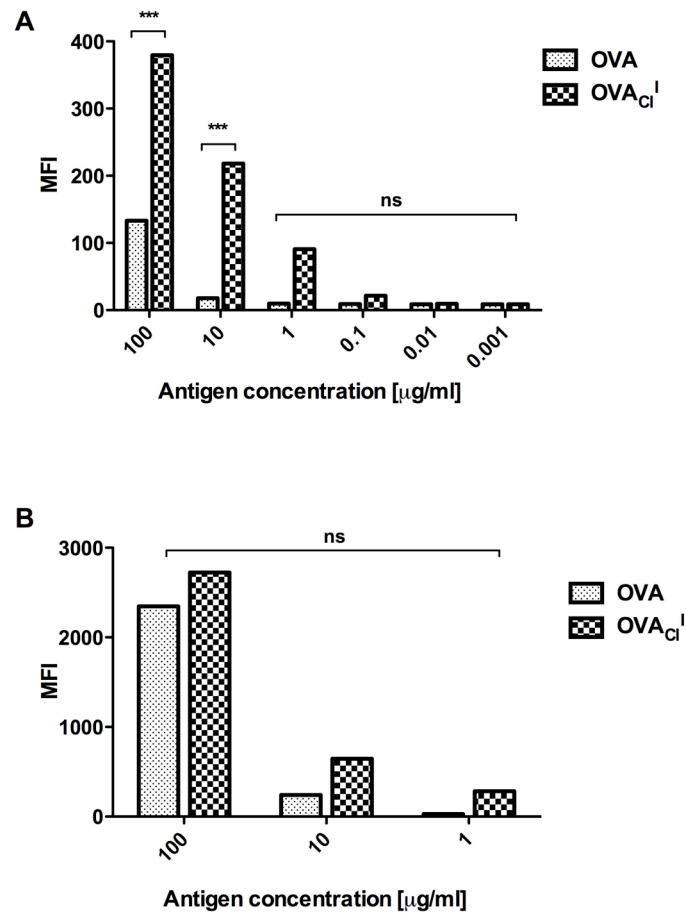 A
***
***
ns
400
300
200
100
0
MFI
100
10
1
0.1
0.01
0.001
Antigen concentration [μg/ml]
OVA
OVACl^I
B
ns
3000
2000
1000
0
MFI
100
10
1
Antigen concentration [μg/ml]
OVA
OVACl^I